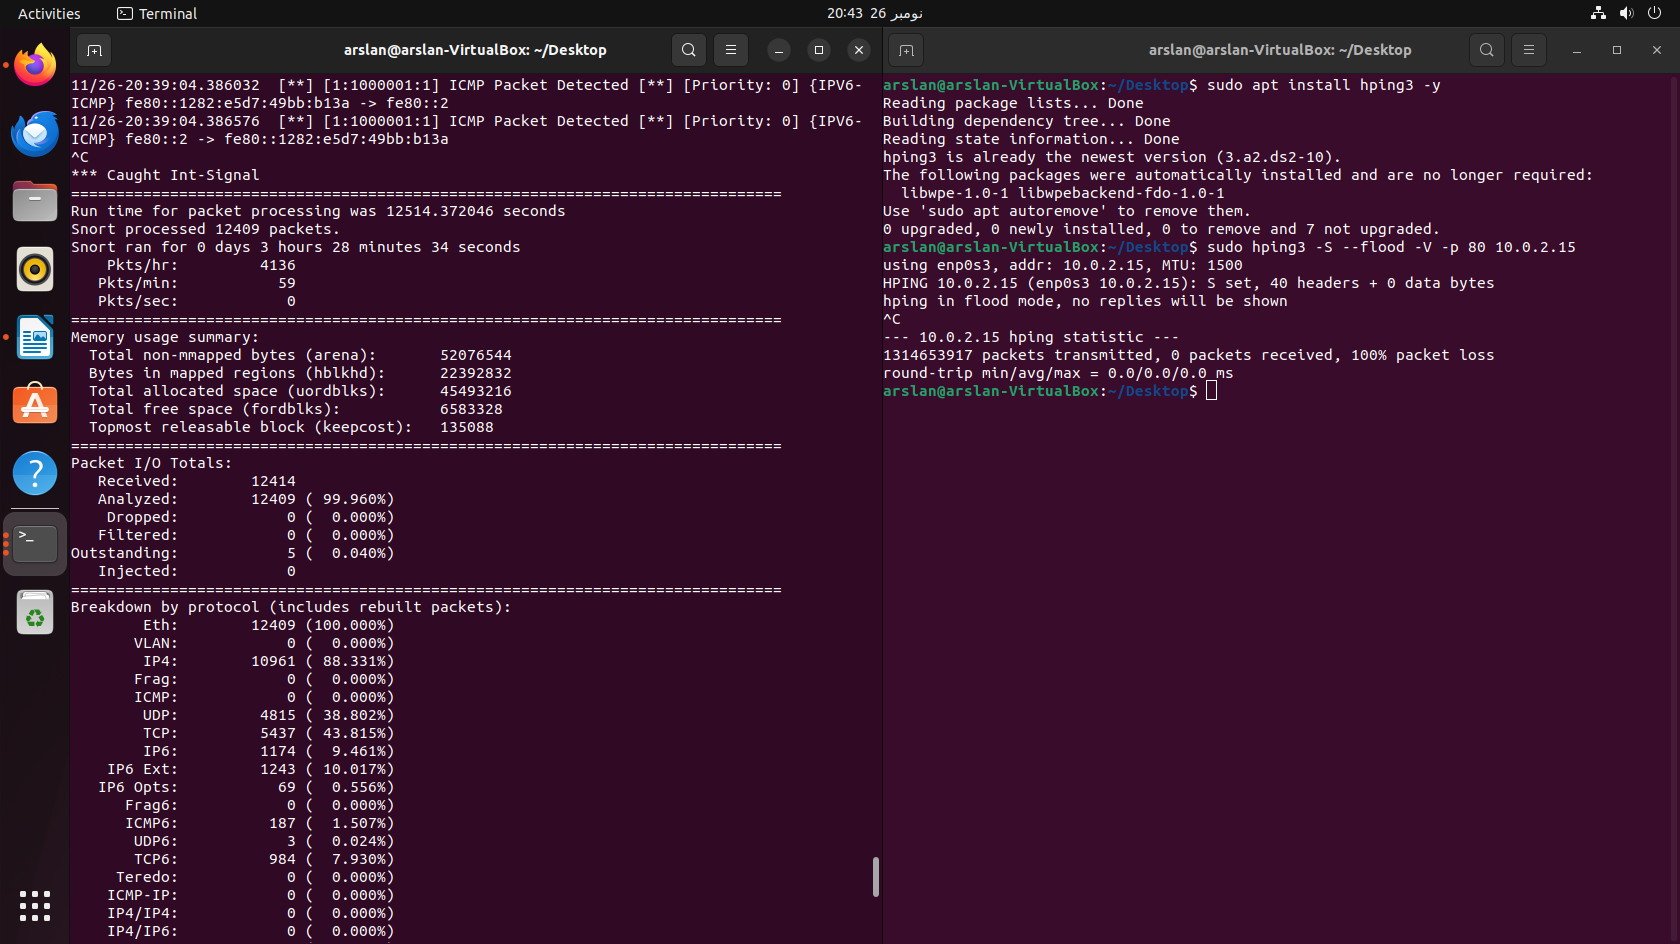 Activities
Terminal
نومبر 26 20:43
arslan@arslan-VirtualBox: ~/Desktop
11/26-20:39:04.386032  [**] [1:1000001:1] ICMP Packet Detected [**] [Priority: 0] {IPV6-
ICMP} fe80::1282:e5d7:49bb:b13a -> fe80::2
11/26-20:39:04.386576  [**] [1:1000001:1] ICMP Packet Detected [**] [Priority: 0] {IPV6-
ICMP} fe80::2 -> fe80::1282:e5d7:49bb:b13a
^C
*** Caught Int-Signal
===============================================================================
Run time for packet processing was 12514.372046 seconds
Snort processed 12409 packets.
Snort ran for 0 days 3 hours 28 minutes 34 seconds
    Pkts/hr:         4136
   Pkts/min:           59
   Pkts/sec:            0
===============================================================================
Memory usage summary:
  Total non-mmapped bytes (arena):       52076544
  Bytes in mapped regions (hblkhd):      22392832
  Total allocated space (uordblks):      45493216
  Total free space (fordblks):           6583328
  Topmost releasable block (keepcost):   135088
===============================================================================
Packet I/O Totals:
   Received:        12414
   Analyzed:        12409 ( 99.960%)
    Dropped:            0 (  0.000%)
   Filtered:            0 (  0.000%)
Outstanding:            5 (  0.040%)
   Injected:            0
===============================================================================
Breakdown by protocol (includes rebuilt packets):
        Eth:        12409 (100.000%)
       VLAN:            0 (  0.000%)
        IP4:        10961 ( 88.331%)
       Frag:            0 (  0.000%)
       ICMP:            0 (  0.000%)
        UDP:         4815 ( 38.802%)
        TCP:         5437 ( 43.815%)
        IP6:         1174 (  9.461%)
    IP6 Ext:         1243 ( 10.017%)
   IP6 Opts:           69 (  0.556%)
      Frag6:            0 (  0.000%)
      ICMP6:          187 (  1.507%)
       UDP6:            3 (  0.024%)
       TCP6:          984 (  7.930%)
     Teredo:            0 (  0.000%)
    ICMP-IP:            0 (  0.000%)
    IP4/IP4:            0 (  0.000%)
    IP4/IP6:            0 (  0.000%)
arslan@arslan-VirtualBox: ~/Desktop
arslan@arslan-VirtualBox:~/Desktop$ sudo apt install hping3 -y
Reading package lists... Done
Building dependency tree... Done
Reading state information... Done
hping3 is already the newest version (3.a2.ds2-10).
The following packages were automatically installed and are no longer required:
  libwpe-1.0-1 libwpebackend-fdo-1.0-1
Use 'sudo apt autoremove' to remove them.
0 upgraded, 0 newly installed, 0 to remove and 7 not upgraded.
arslan@arslan-VirtualBox:~/Desktop$ sudo hping3 -S --flood -V -p 80 10.0.2.15
using enp0s3, addr: 10.0.2.15, MTU: 1500
HPING 10.0.2.15 (enp0s3 10.0.2.15): S set, 40 headers + 0 data bytes
hping in flood mode, no replies will be shown
^C
--- 10.0.2.15 hping statistic ---
1314653917 packets transmitted, 0 packets received, 100% packet loss
round-trip min/avg/max = 0.0/0.0/0.0 ms
arslan@arslan-VirtualBox:~/Desktop$